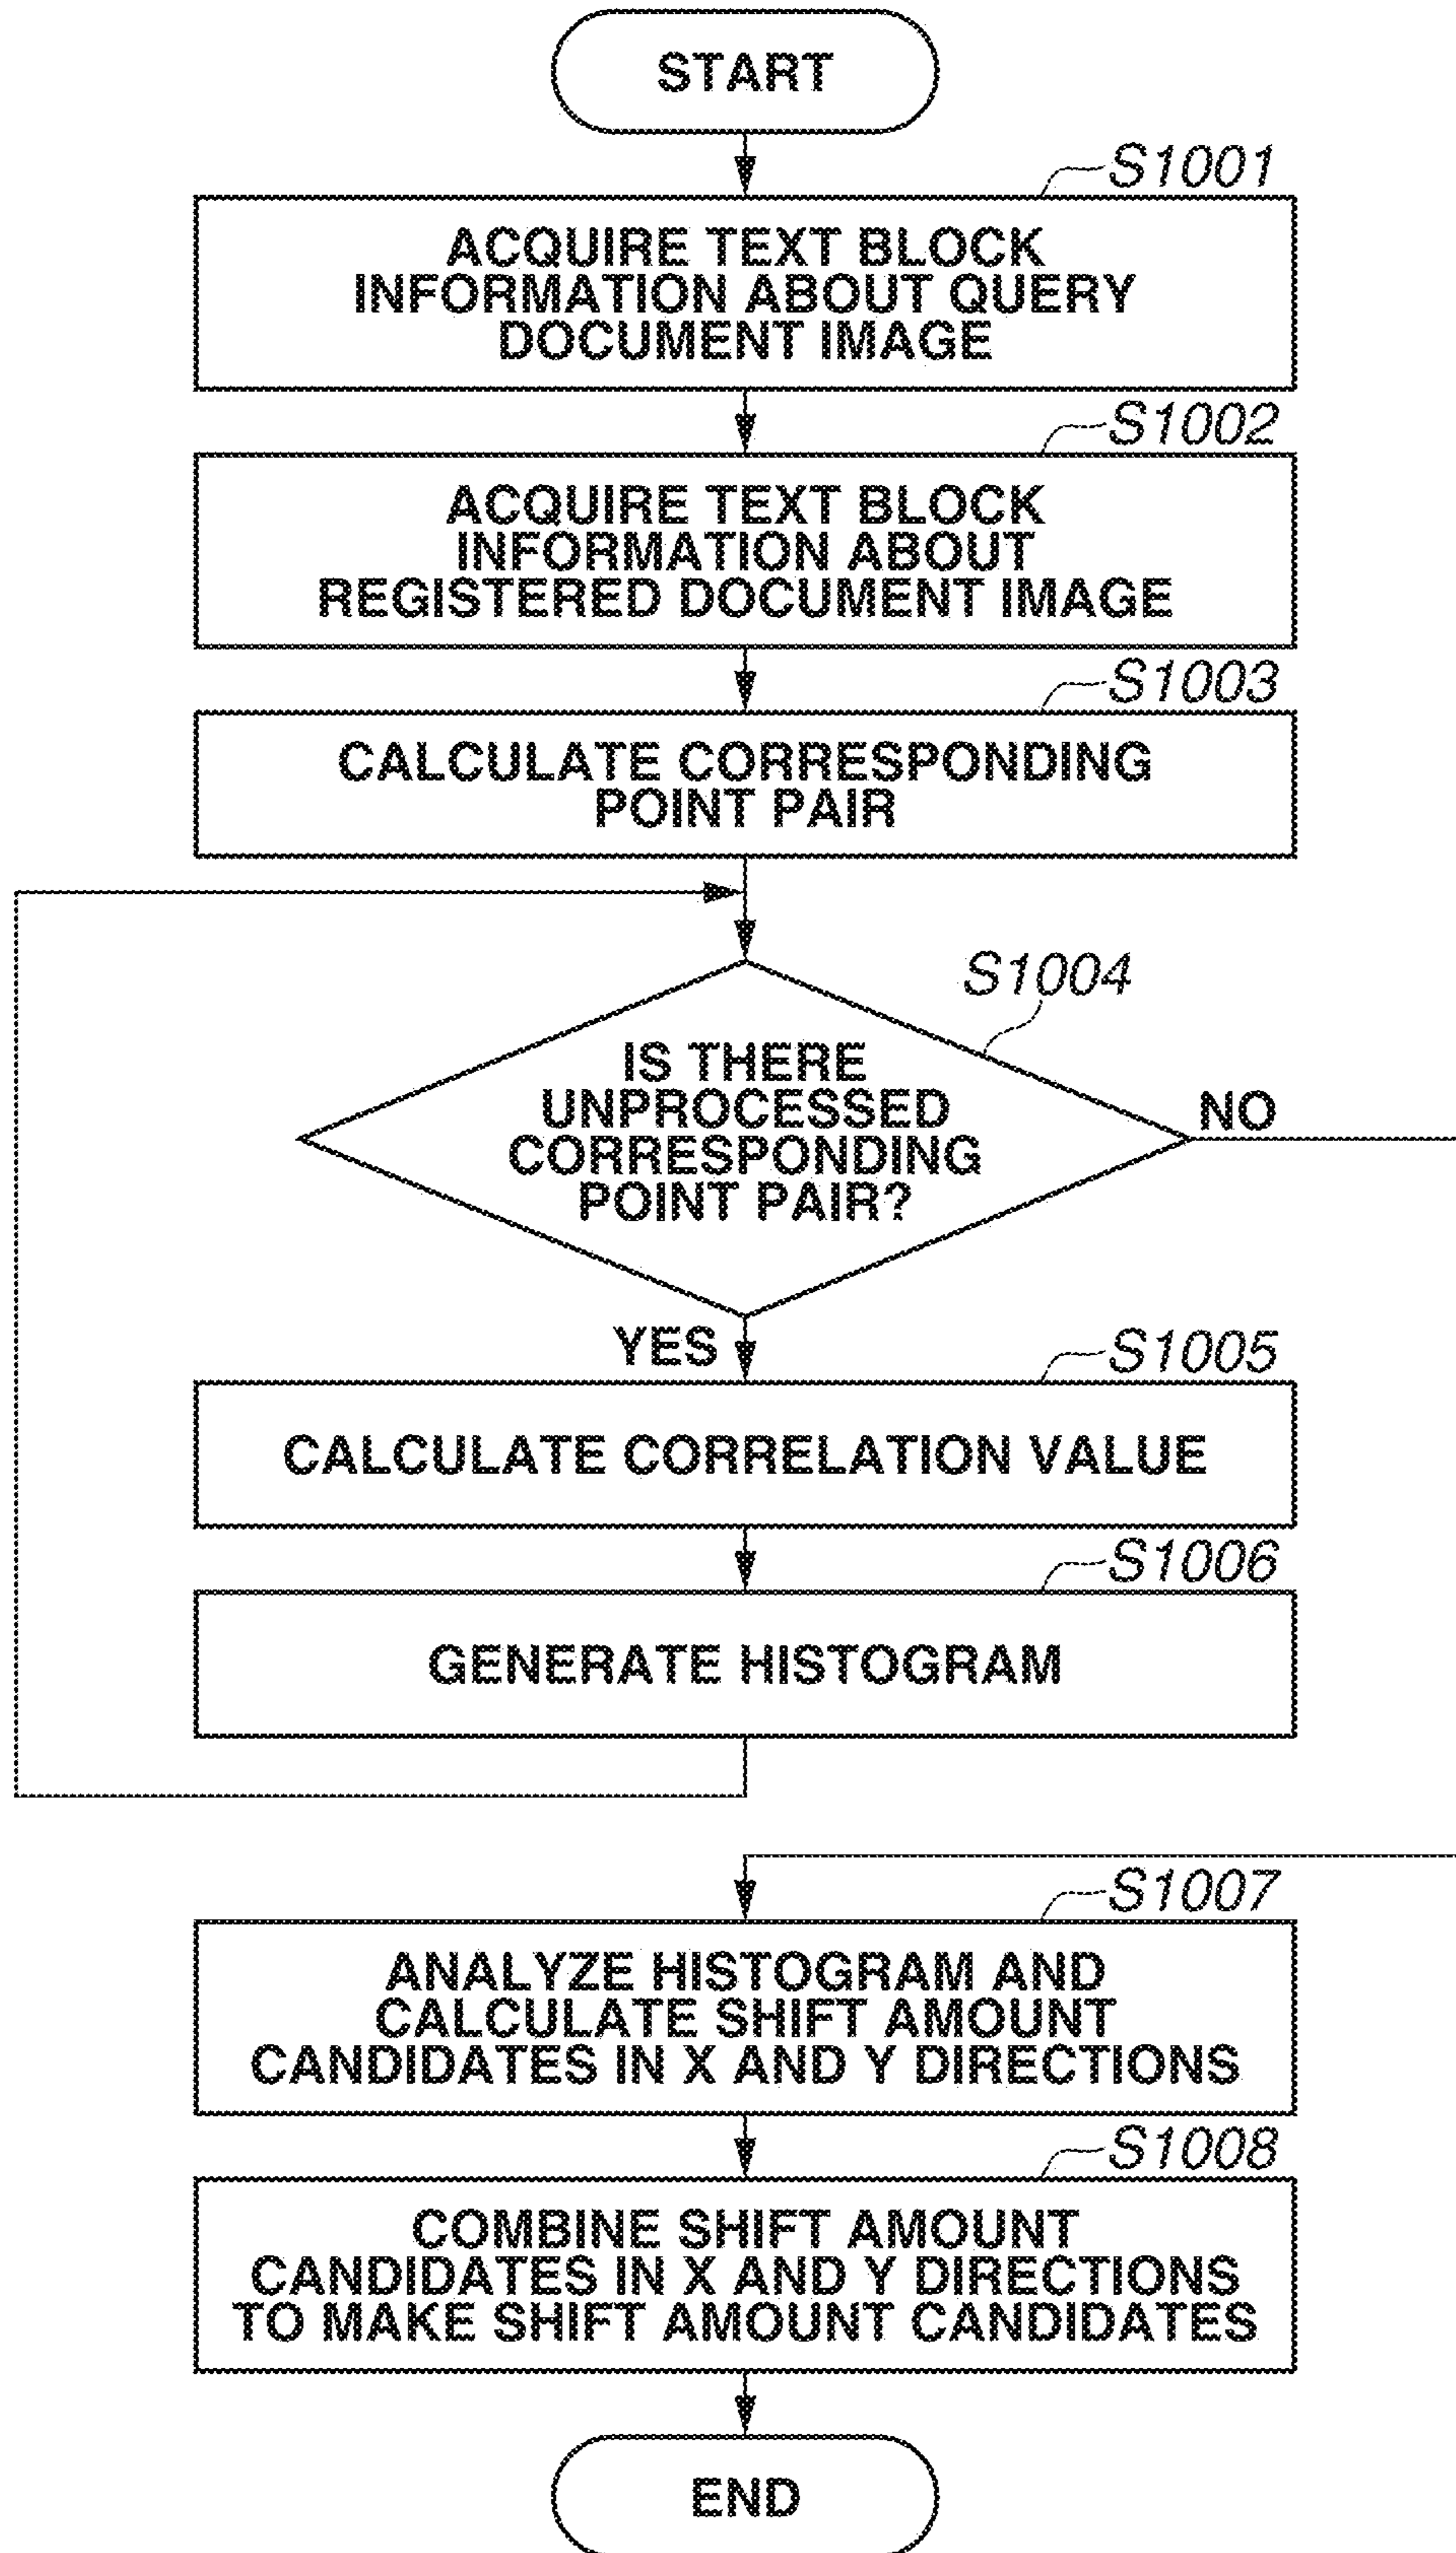 START
S1001
ACQUIRE TEXT BLOCK
INFORMATION ABOUT QUERY
DOCUMENT IMAGE
S1002
ACQUIRE TEXT BLOCK
INFORMATION ABOUT
REGISTERED DOCUMENT IMAGE
S1003
CALCULATE CORRESPONDING
POINT PAIR
S1004
IS THERE
UNPROCESSED
CORRESPONDING
POINT PAIR?
NO
YES
S1005
CALCULATE CORRELATION VALUE
S1006
GENERATE HISTOGRAM
S1007
ANALYZE HISTOGRAM AND
CALCULATE SHIFT AMOUNT
CANDIDATES IN X AND Y DIRECTIONS
S1008
COMBINE SHIFT AMOUNT
CANDIDATES IN X AND Y DIRECTIONS
TO MAKE SHIFT AMOUNT CANDIDATES
END